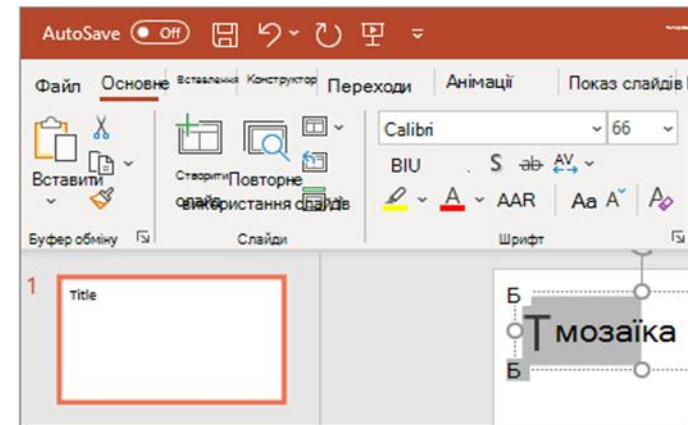 AutoSave Off
Файл Основне Вставлення Конструктор Переходи Анімації Показ слайдів
Calibri 66
Вставити
Створити слайд
Повторне використання слайдів
BIU S ab AV
A AAR Aa A A
Буфер обміну Слайди Шрифт
1
Title
Б
Т мозаїка
Б